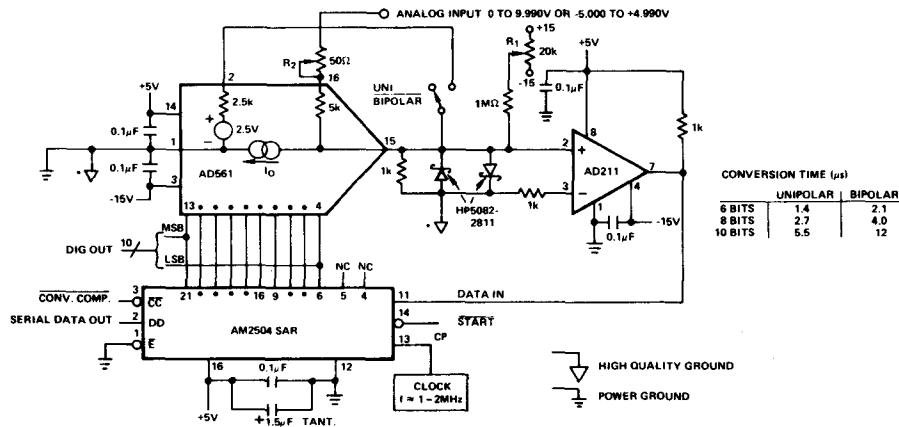 ANALOG INPUT 0 TO 9.990V OR -5.000 TO +4.990V
+15
R1
20k
-15
+5V
50Ω
R2
16
2
UNI
BIPOLAR
0.1µF
+5V
14
2.5k
5k
1MΩ
1k
0.1µF
+
2.5V
-
8
1
15
2
+
AD211
7
IO
0.1µF
AD561
1k
3
-
4
-15V
3
1k
1
-15V
13
4
HP5082-
2811
0.1µF
CONVERSION TIME (µs)
UNIPOLAR BIPOLAR
6 BITS 1.4 2.1
8 BITS 2.7 4.0
10 BITS 5.5 12
MSB
DIG OUT
10
LSB
NC NC
21 16 9 6 5 4
CONV. COMP.
3
CC
11
DATA IN
SERIAL DATA OUT
2
DD
AM2504 SAR
14
START
1
E
13
CP
16
12
0.1µF
+5V
+
1.5µF TANT.
CLOCK
f ≈ 1-2MHz
HIGH QUALITY GROUND
POWER GROUND